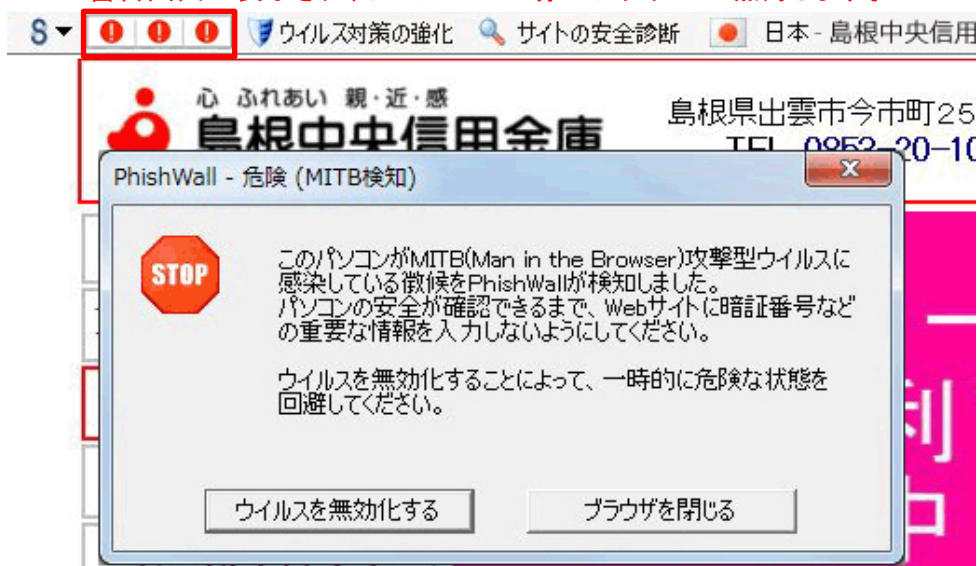 S
ウイルス対策の強化 サイトの安全診断 日本 - 島根中央信用
心 ふれあい 親・近・感
島根中央信用金庫
島根県出雲市今市町25
TEL 0853-20-10
PhishWall - 危険 (MITB検知)
STOP
このパソコンがMITB(Man in the Browser)攻撃型ウイルスに
感染している徴候をPhishWallが検知しました。
パソコンの安全が確認できるまで、Webサイトに暗証番号など
の重要な情報を入力しないようにしてください。
ウイルスを無効化することによって、一時的に危険な状態を
回避してください。
ウイルスを無効化する
ブラウザを閉じる
利